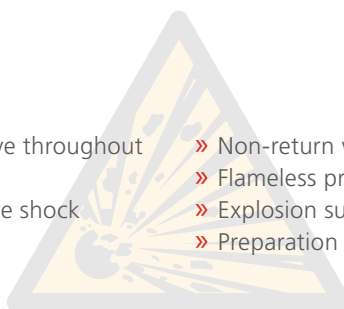 ve throughout
e shock
» Non-return v
» Flameless pr
» Explosion su
» Preparation